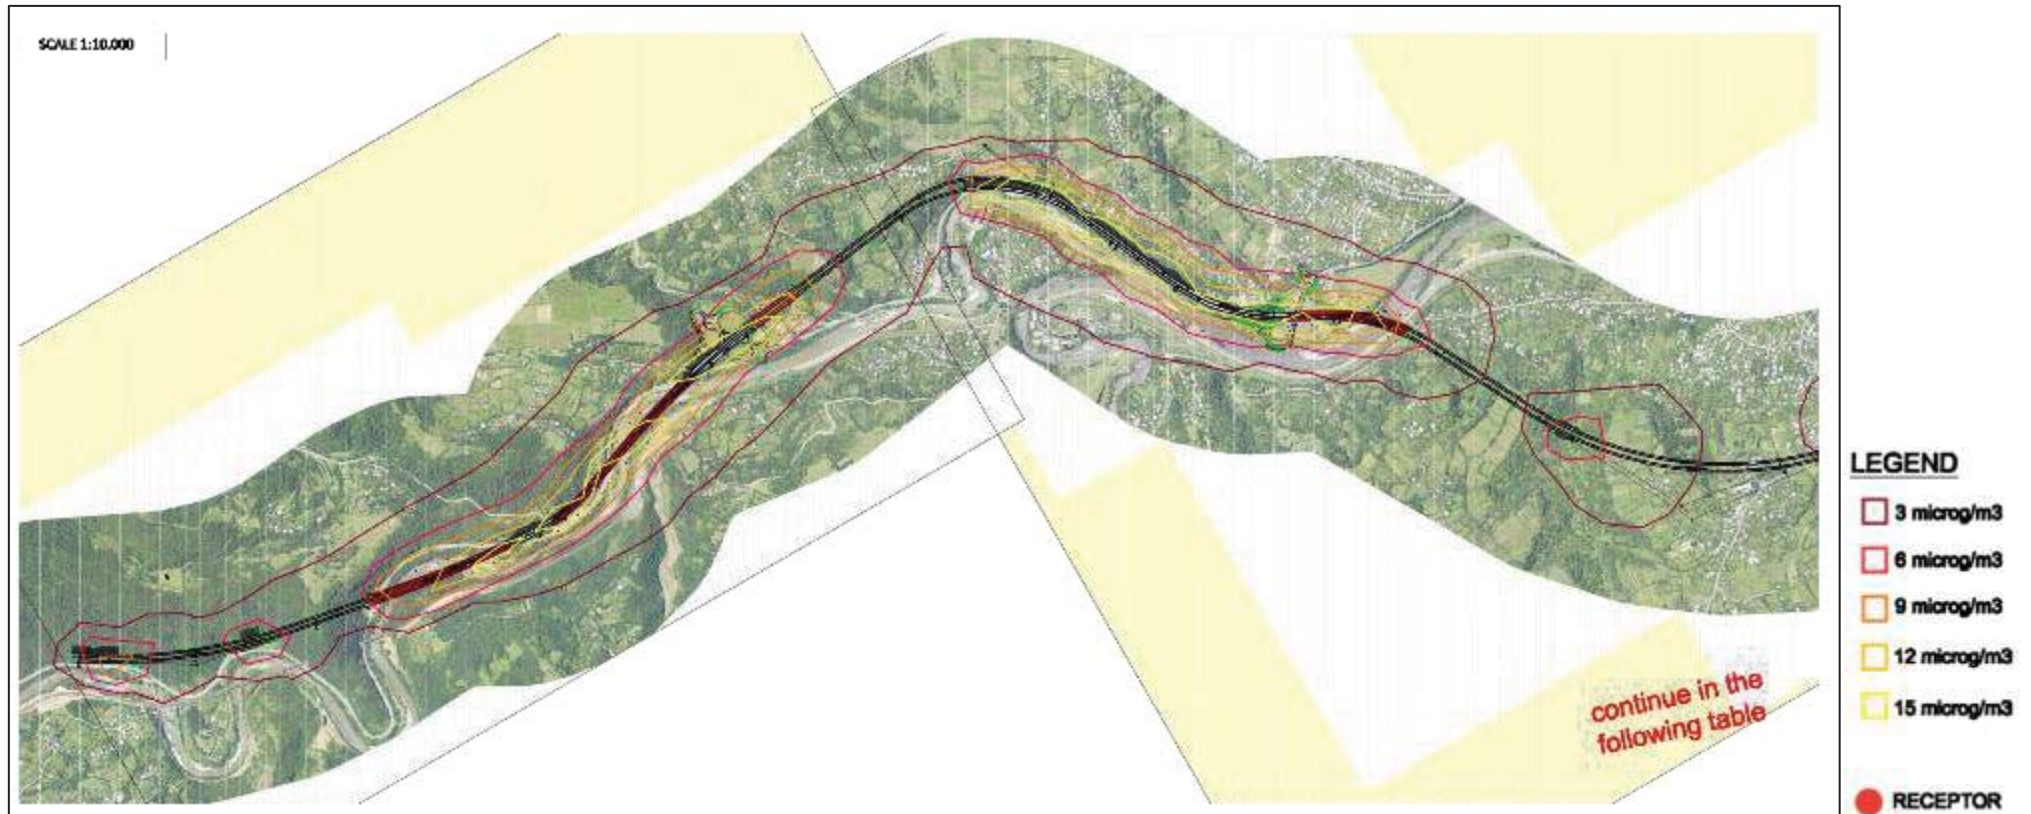 SCALE 1:10.000
continue in the
following table
LEGEND
3 microg/m3
6 microg/m3
9 microg/m3
12 microg/m3
15 microg/m3
RECEPTOR